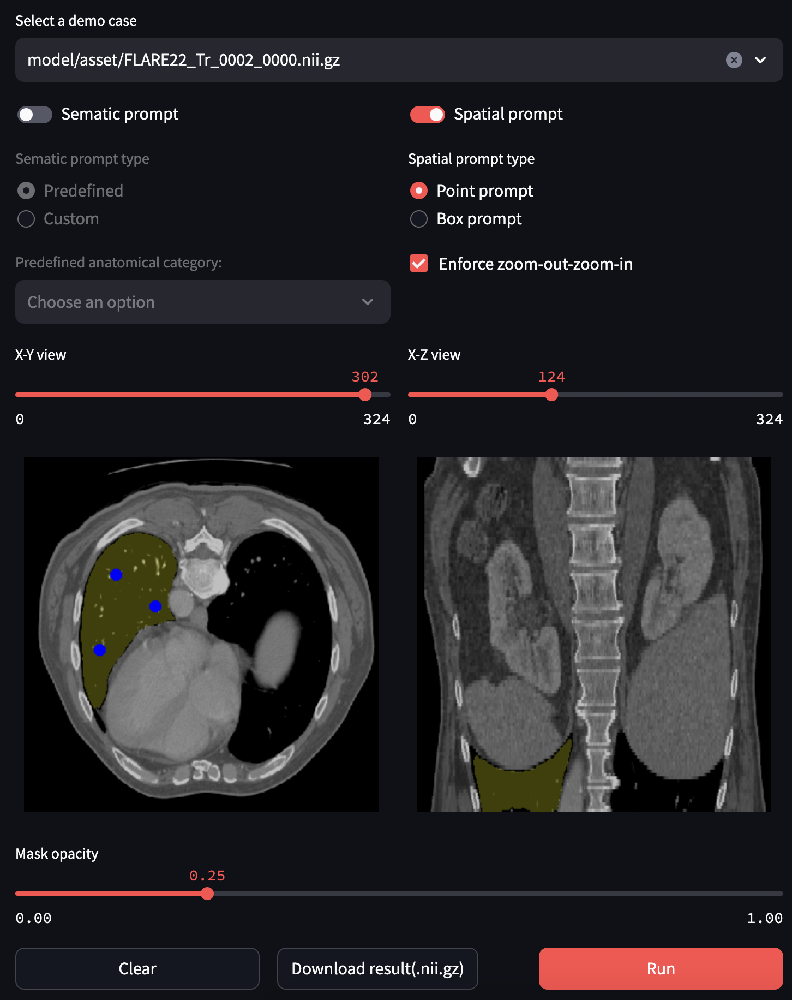 Select a demo case
model/asset/FLARE22_Tr_0002_0000.nii.gz
Sematic prompt
Spatial prompt
Sematic prompt type
Predefined
Custom
Spatial prompt type
Point prompt
Box prompt
Predefined anatomical category:
Choose an option
Enforce zoom-out-zoom-in
X-Y view
302
0 324
X-Z view
124
0 324
Mask opacity
0.25
0.00 1.00
Clear
Download result(.nii.gz)
Run